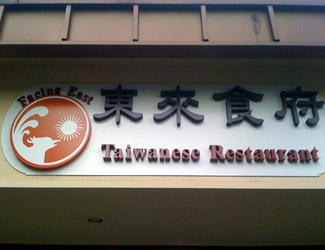 Facing East
東來食府
Taiwanese Restaurant